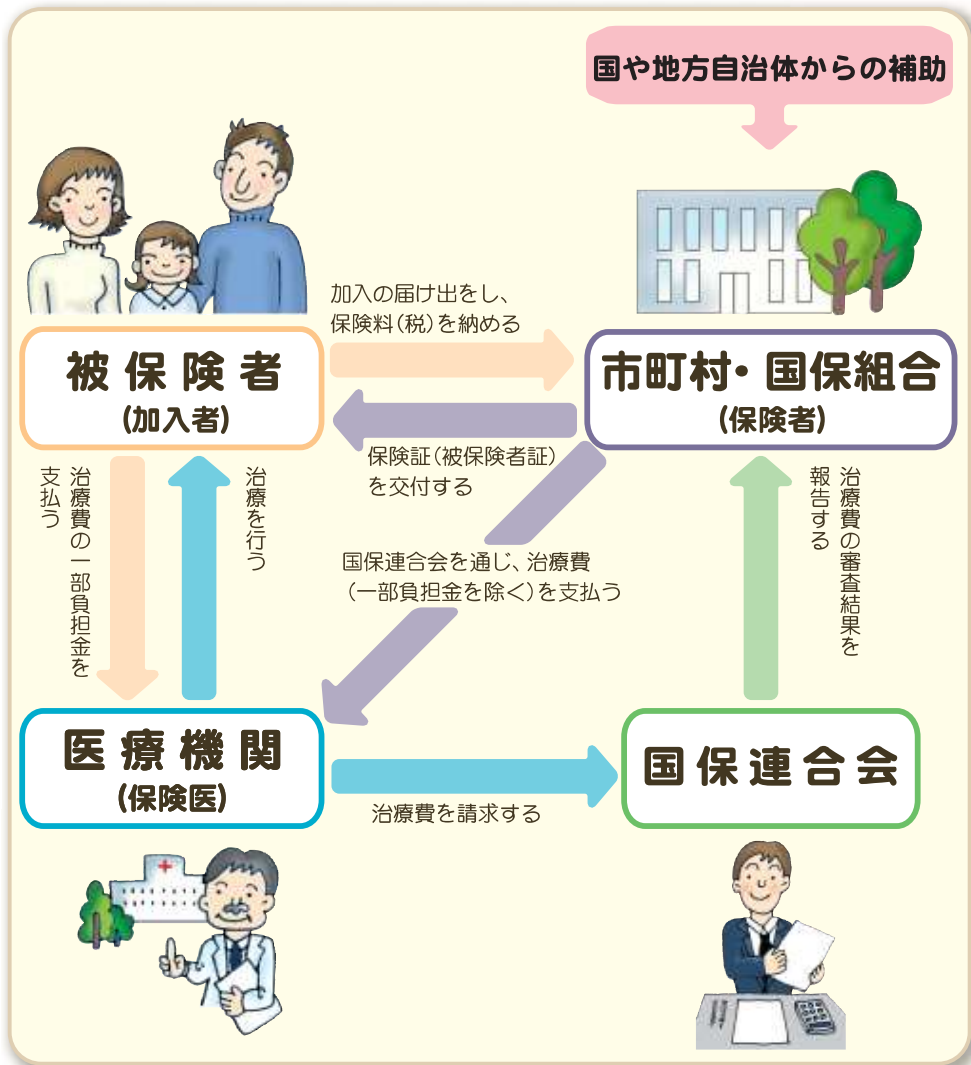 国や地方自治体からの補助
加入の届け出をし、
保険料(税)を納める
被保険者
(加入者)
市町村・国保組合
(保険者)
保険証(被保険者証)
を交付する
治療費の一部負担金を
支払う
治療を行う
国保連合会を通じ、治療費
(一部負担金を除く)を支払う
治療費の審査結果を
報告する
医療機関
(保険医)
国保連合会
治療費を請求する